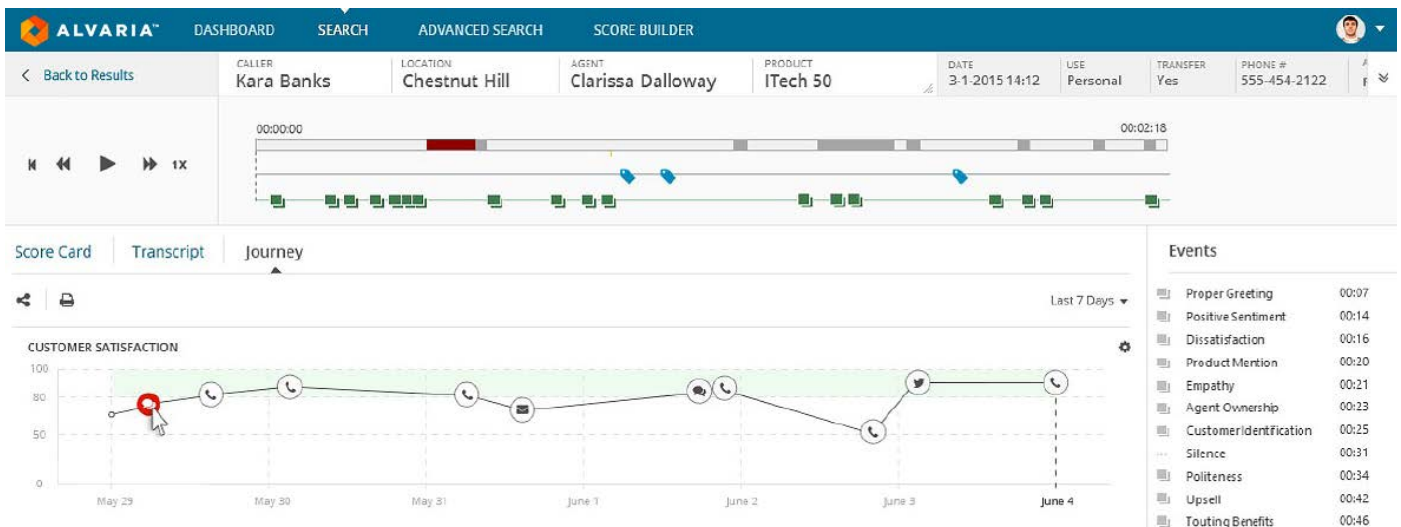 ALVARIA™ DASHBOARD SEARCH ADVANCED SEARCH SCORE BUILDER
Back to Results
CALLER LOCATION AGENT PRODUCT DATE USE TRANSFER PHONE #
Kara Banks Chestnut Hill Clarissa Dalloway ITech 50 3-1-2015 14:12 Personal Yes 555-454-2122
00:00:00 00:02:18
1X
Score Card Transcript Journey
Last 7 Days
CUSTOMER SATISFACTION
100
80
50
0
May 29 May 30 May 31 June 1 June 2 June 3 June 4
Events
Proper Greeting 00:07
Positive Sentiment 00:14
Dissatisfaction 00:16
Product Mention 00:20
Empathy 00:21
Agent Ownership 00:23
CustomerIdentification 00:25
Silence 00:31
Politeness 00:34
Upsell 00:42
Touting Benefits 00:46